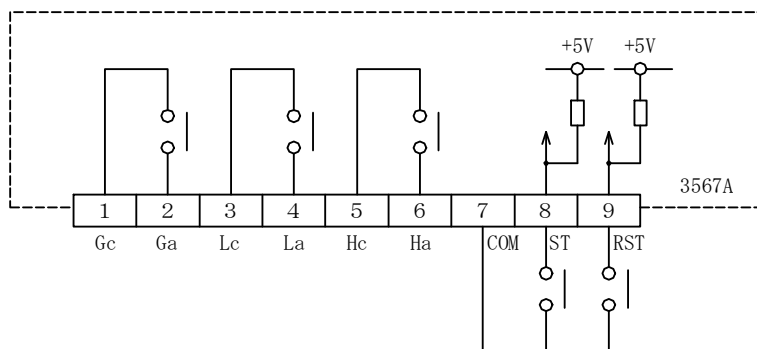 +5V +5V
3567A
1 2 3 4 5 6 7 8 9
Gc Ga Lc La Hc Ha COM ST RST